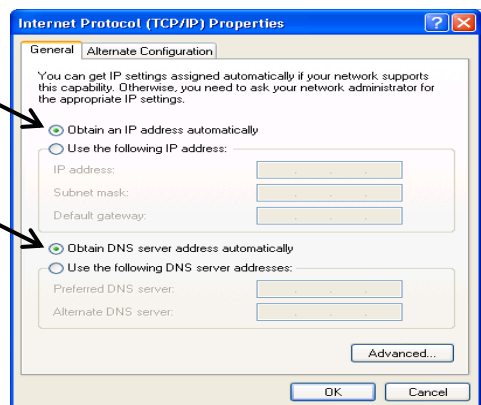 Internet Protocol (TCP/IP) Properties
General Alternate Configuration
You can get IP settings assigned automatically if your network supports
this capability. Otherwise, you need to ask your network administrator for
the appropriate IP settings.
Obtain an IP address automatically
Use the following IP address:
IP address:
Subnet mask:
Default gateway:
Obtain DNS server address automatically
Use the following DNS server addresses:
Preferred DNS server:
Alternate DNS server:
Advanced...
OK Cancel